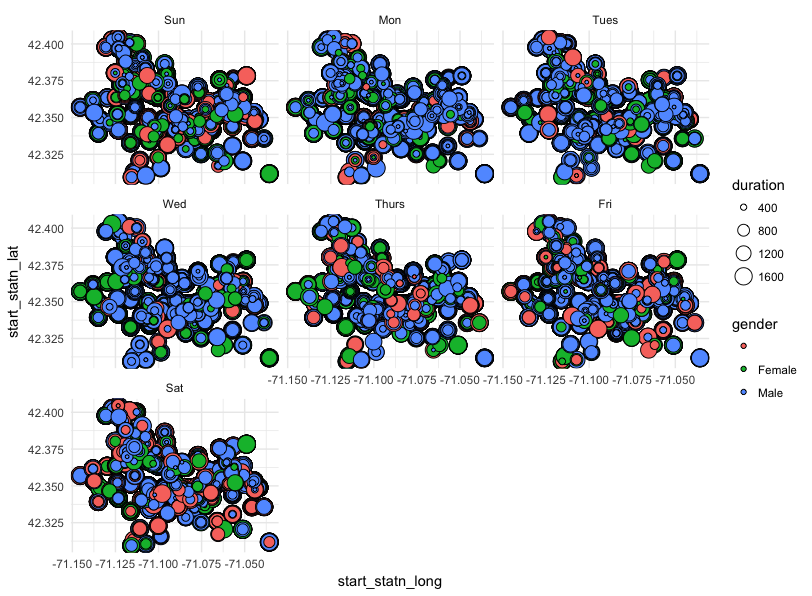 Sun Mon Tues
42.400
42.375
42.350
42.325
Wed Thurs Fri
42.400
42.375
42.350
42.325
-71.150 -71.125 -71.100 -71.075 -71.050 -71.150 -71.125 -71.100 -71.075 -71.050
Sat
42.400
42.375
42.350
42.325
-71.150 -71.125 -71.100 -71.075 -71.050
start_statn_long
start_statn_lat
duration
400
800
1200
1600
gender
Female
Male